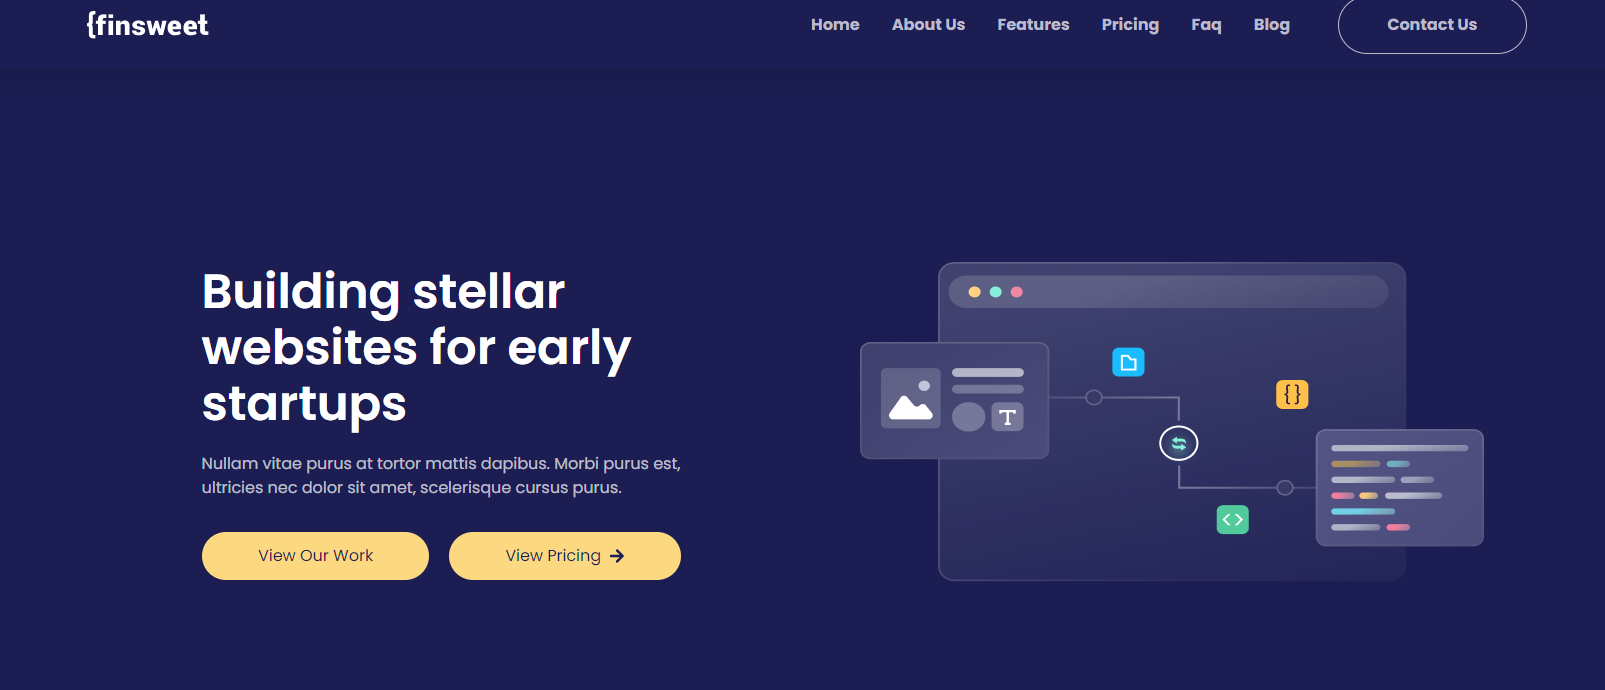 {finsweet
Home About Us Features Pricing Faq Blog Contact Us
Building stellar
websites for early
startups
Nullam vitae purus at tortor mattis dapibus. Morbi purus est,
ultricies nec dolor sit amet, scelerisque cursus purus.
View Our Work View Pricing →
T
{ }
< >